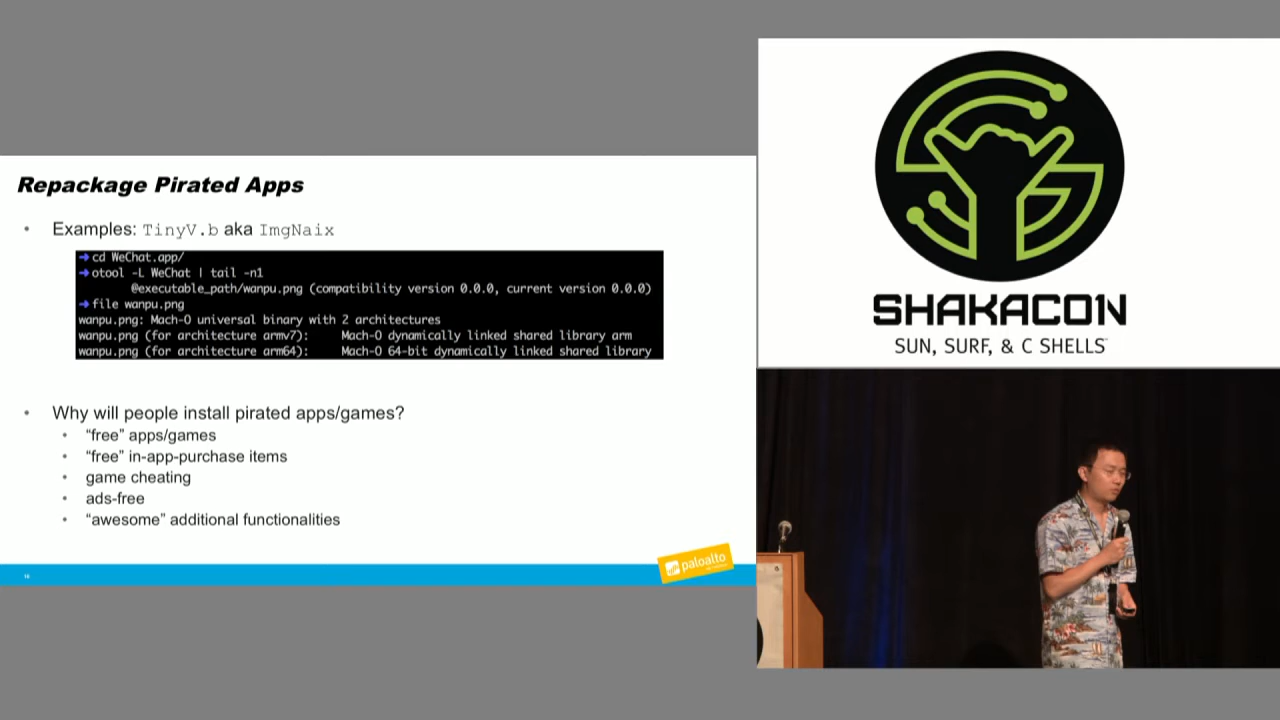 Repackage Pirated Apps
• Examples: TinyV.b aka ImgNaix
➜ cd WeChat.app/
➜ otool -L WeChat | tail -n1
@executable_path/wanpu.png (compatibility version 0.0.0, current version 0.0.0)
➜ file wanpu.png
wanpu.png: Mach-O universal binary with 2 architectures
wanpu.png (for architecture armv7): Mach-O dynamically linked shared library arm
wanpu.png (for architecture arm64): Mach-O 64-bit dynamically linked shared library
• Why will people install pirated apps/games?
• “free” apps/games
• “free” in-app-purchase items
• game cheating
• ads-free
• “awesome” additional functionalities
16
paloalto
SHAKACON
SUN, SURF, & C SHELLS